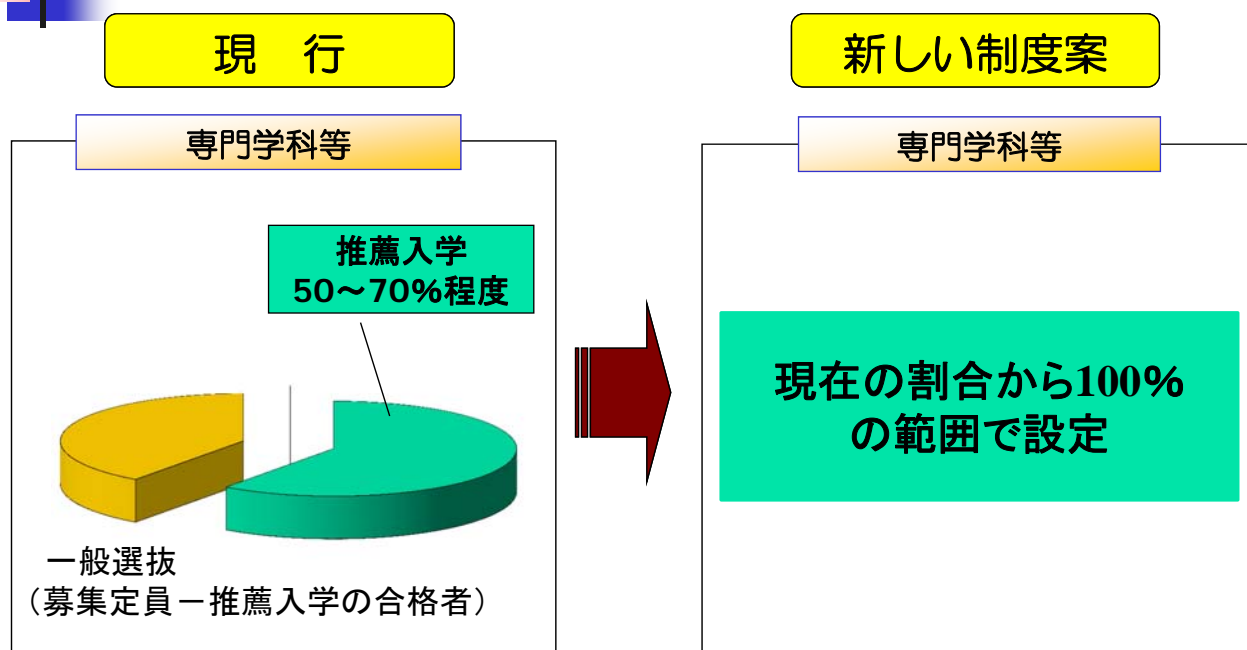 現 行
専門学科等
推薦入学
50～70%程度
一般選抜
（募集定員－推薦入学の合格者）
新しい制度案
専門学科等
現在の割合から100%
の範囲で設定